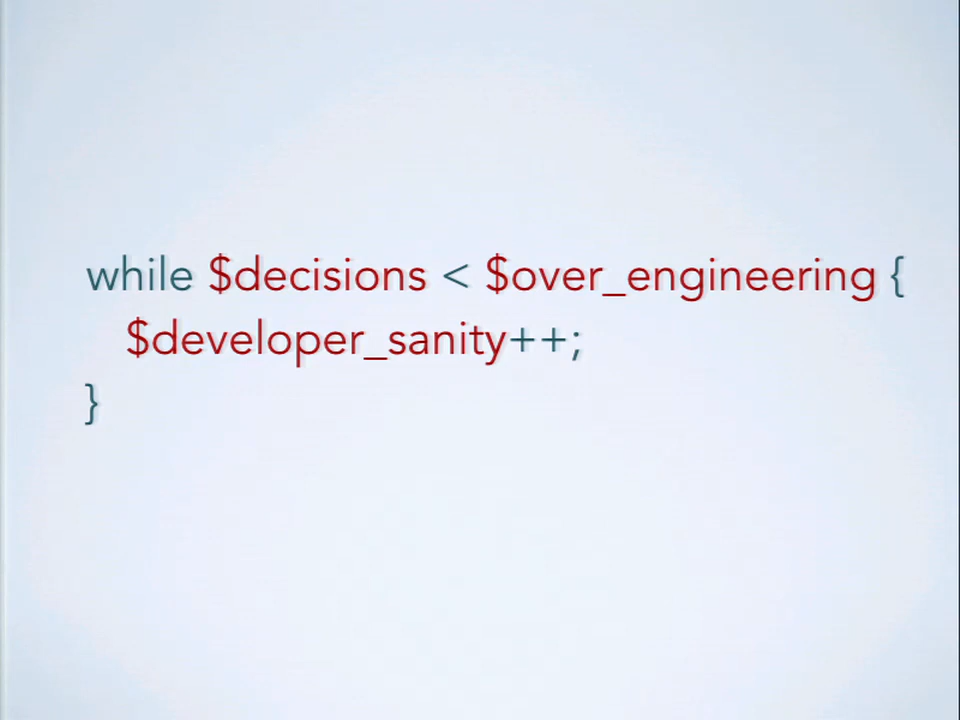 while $decisions < $over_engineering {
$developer_sanity++;
}